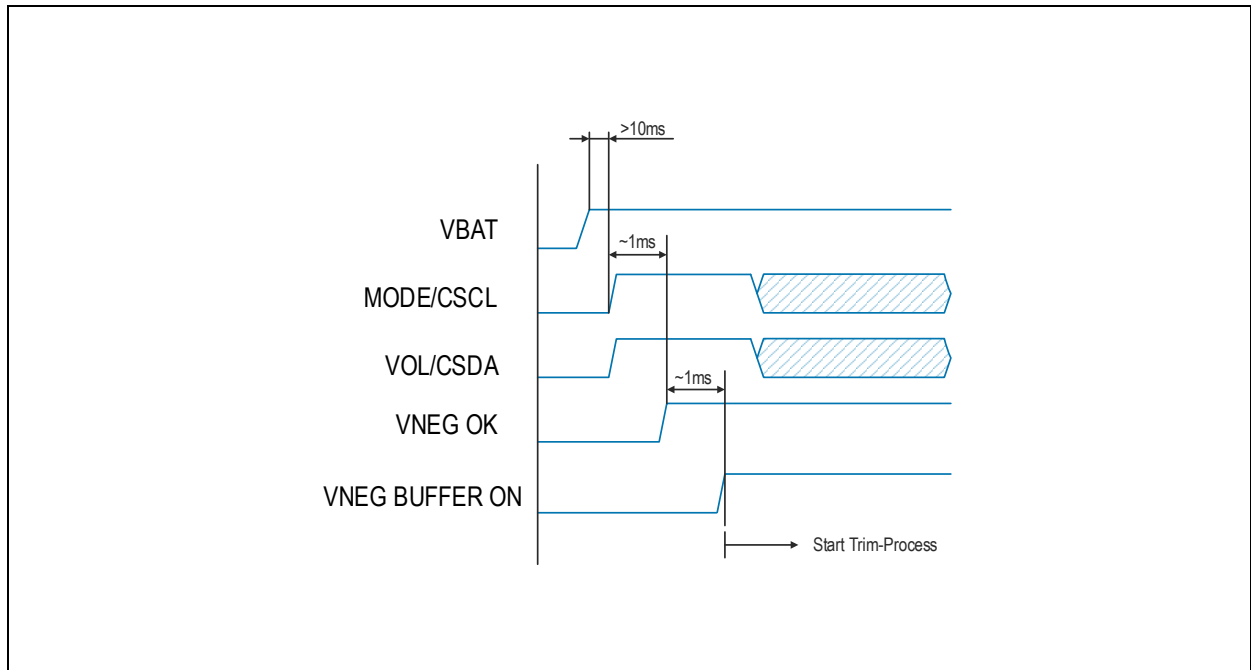 >10ms
VBAT
~1ms
MODE/CSCL
VOL/CSDA
~1ms
VNEG OK
VNEG BUFFER ON
Start Trim-Process